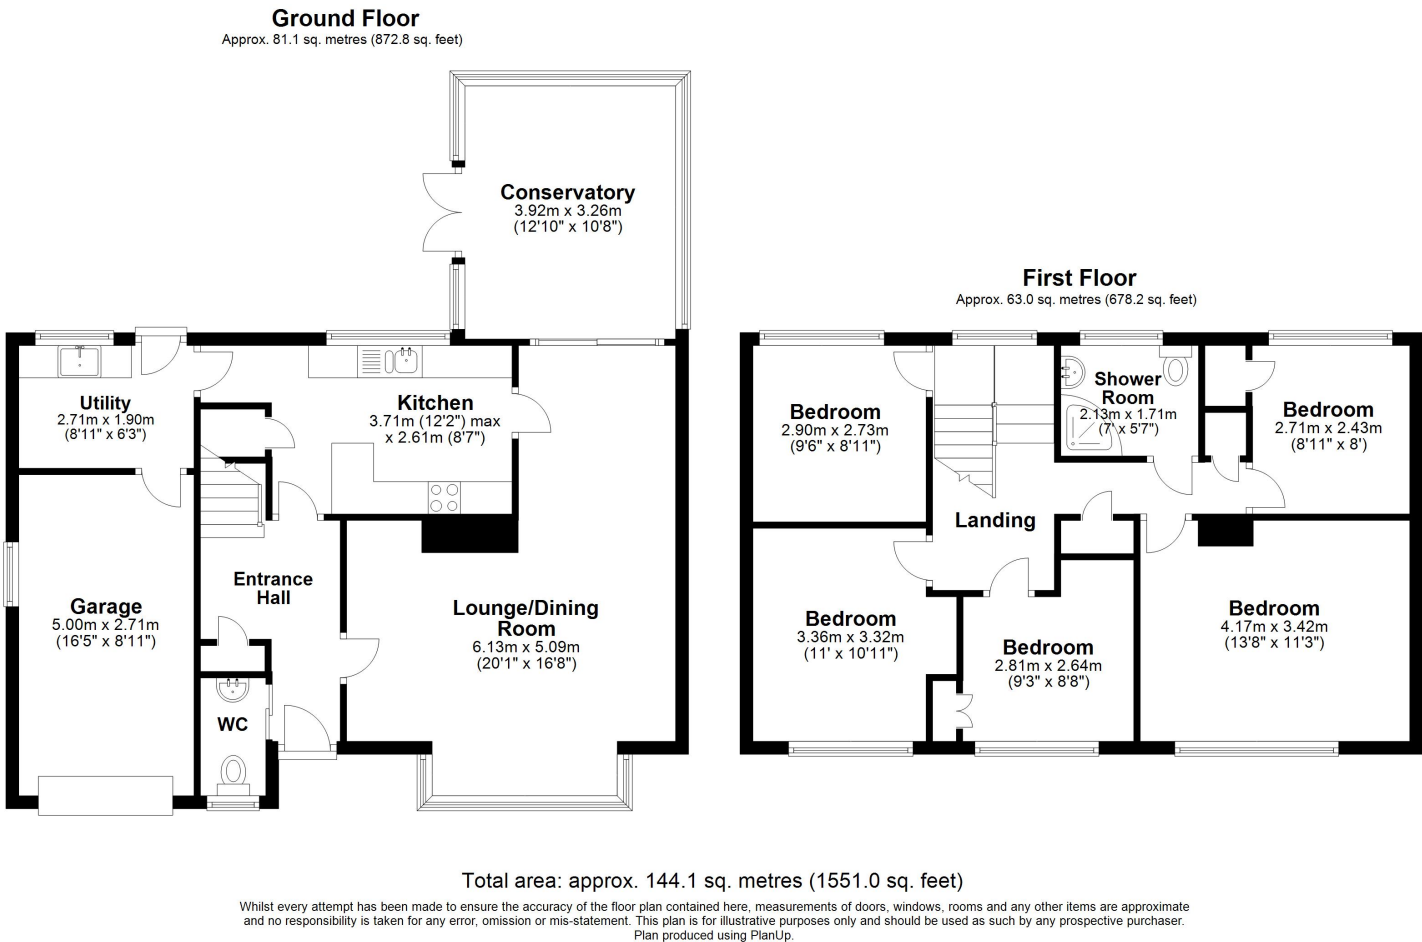 Ground Floor
Approx. 81.1 sq. metres (872.8 sq. feet)
Conservatory
3.92m x 3.26m
(12'10" x 10'8")
Utility
2.71m x 1.90m
(8'11" x 6'3")
Kitchen
3.71m (12'2") max
x 2.61m (8'7")
Garage
5.00m x 2.71m
(16'5" x 8'11")
Entrance
Hall
Lounge/Dining
Room
6.13m x 5.09m
(20'1" x 16'8")
WC
First Floor
Approx. 63.0 sq. metres (678.2 sq. feet)
Bedroom
2.90m x 2.73m
(9'6" x 8'11")
Shower
Room
2.13m x 1.71m
(7' x 5'7")
Bedroom
2.71m x 2.43m
(8'11" x 8')
Landing
Bedroom
3.36m x 3.32m
(11' x 10'11")
Bedroom
2.81m x 2.64m
(9'3" x 8'8")
Bedroom
4.17m x 3.42m
(13'8" x 11'3")
Total area: approx. 144.1 sq. metres (1551.0 sq. feet)
Whilst every attempt has been made to ensure the accuracy of the floor plan contained here, measurements of doors, windows, rooms and any other items are approximate
and no responsibility is taken for any error, omission or mis-statement. This plan is for illustrative purposes only and should be used as such by any prospective purchaser.
Plan produced using PlanUp.